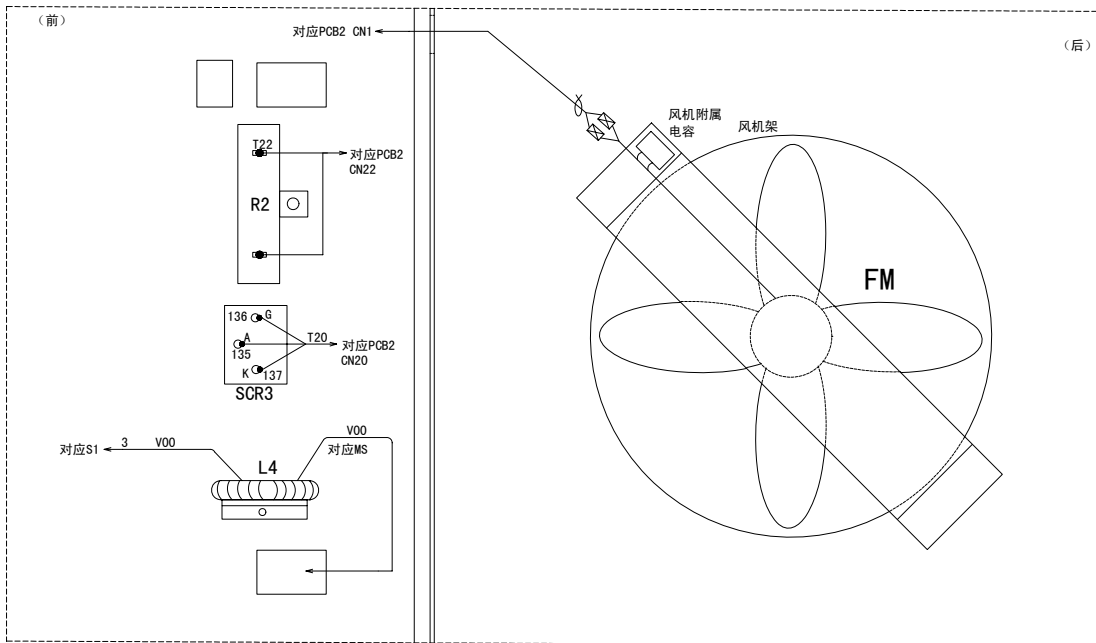 （前）
对应PCB2 CN1
（后）
风机附属
电容
风机架
T22
对应PCB2
CN22
R2
FM
136
G
A
T20
135
对应PCB2
CN20
K
137
SCR3
对应S1
3
V00
V00
对应MS
L4